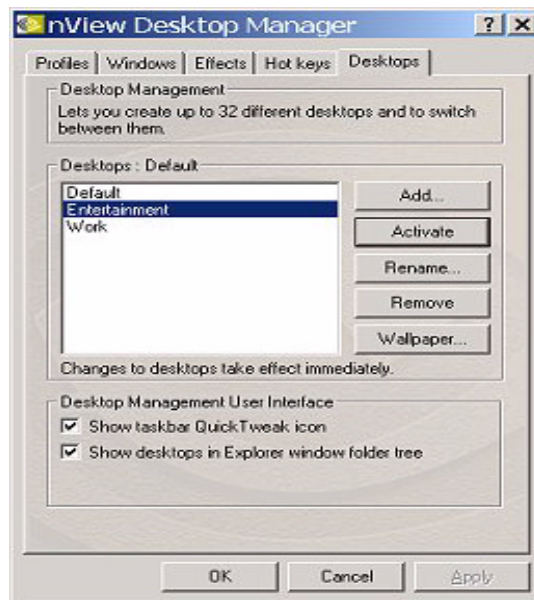 nView Desktop Manager
Profiles Windows Effects Hot keys Desktops
Desktop Management
Lets you create up to 32 different desktops and to switch
between them.
Desktops : Default
Default
Entertainment
Work
Add...
Activate
Rename...
Remove
Wallpaper...
Changes to desktops take effect immediately.
Desktop Management User Interface
Show taskbar QuickTweak icon
Show desktops in Explorer window folder tree
OK Cancel Apply